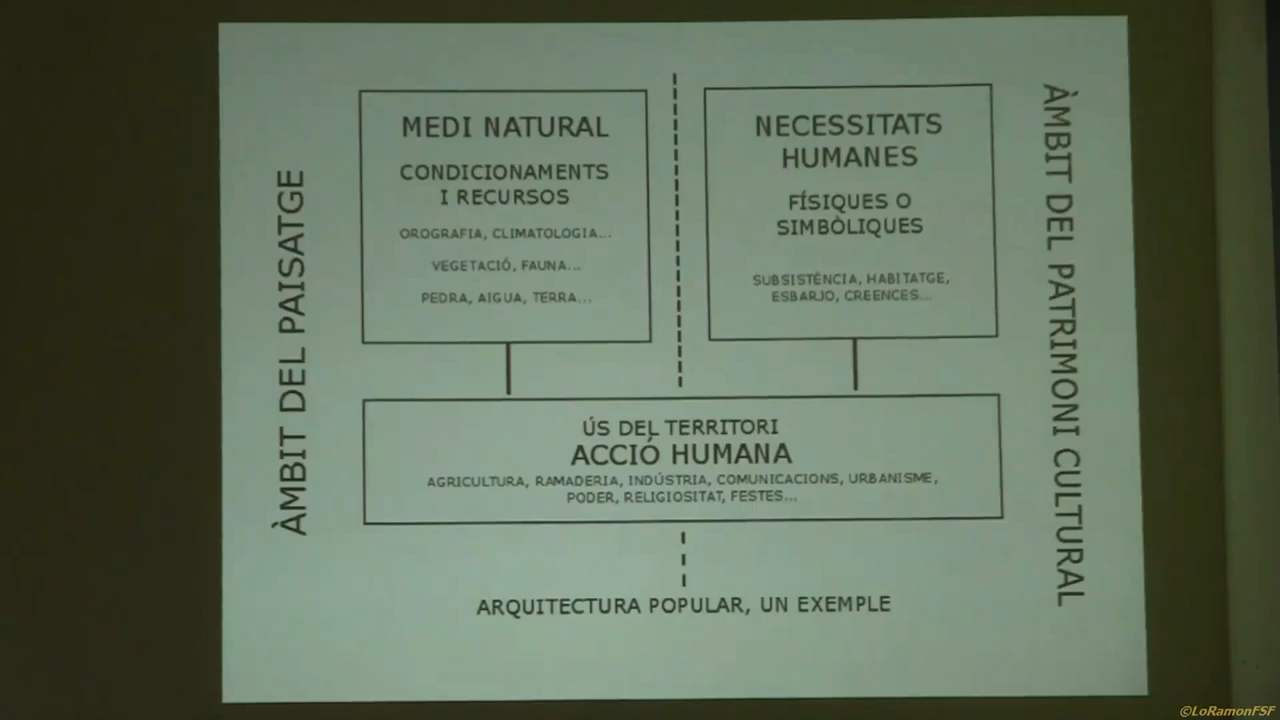 ÀMBIT DEL PAISATGE
MEDI NATURAL
CONDICIONAMENTS
I RECURSOS
OROGRAFIA, CLIMATOLOGIA...
VEGETACIÓ, FAUNA...
PEDRA, AIGUA, TERRA...
NECESSITATS
HUMANES
FÍSIQUES O
SIMBÒLIQUES
SUBSISTÈNCIA, HABITATGE,
ESBARJO, CREENCES...
ÀMBIT DEL PATRIMONI CULTURAL
ÚS DEL TERRITORI
ACCIÓ HUMANA
AGRICULTURA, RAMADERIA, INDÚSTRIA, COMUNICACIONS, URBANISME,
PODER, RELIGIOSITAT, FESTES...
ARQUITECTURA POPULAR, UN EXEMPLE
©LoRamonFSF